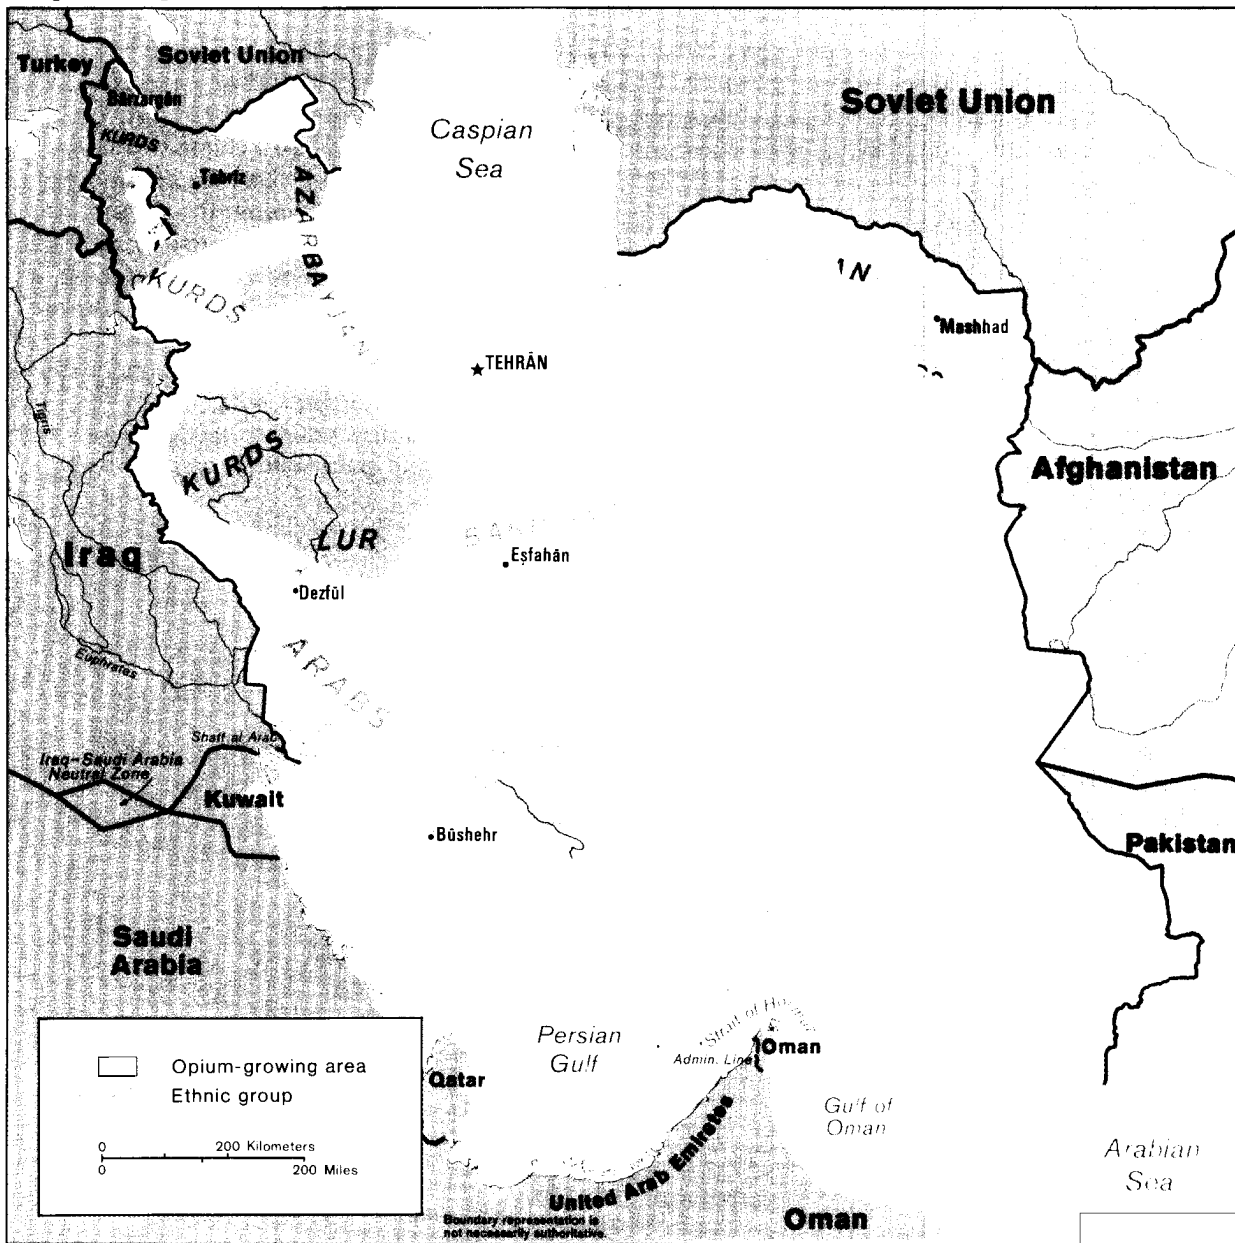 Turkey
Soviet Union
Bārzargān
KURDS
Tabrīz
AZARBAYJAN
KURDS
Caspian
Sea
Soviet Union
Mashhad
TEHRĀN
Tigris
KURDS
LUR
Afghanistan
Iraq
Eşfahān
Dezfūl
ARABS
Euphrates
Shatt al Arab
Iraq-Saudi Arabia
Neutral Zone
Kuwait
Būshehr
Pakistan
Saudi
Arabia
Persian
Gulf
Strait of
Oman
Admin. Line
Qatar
Gulf of
Oman
United Arab Emirates
Arabian
Sea
Oman
Opium-growing area
Ethnic group
0 200 Kilometers
0 200 Miles
Boundary representation is
not necessarily authoritative.